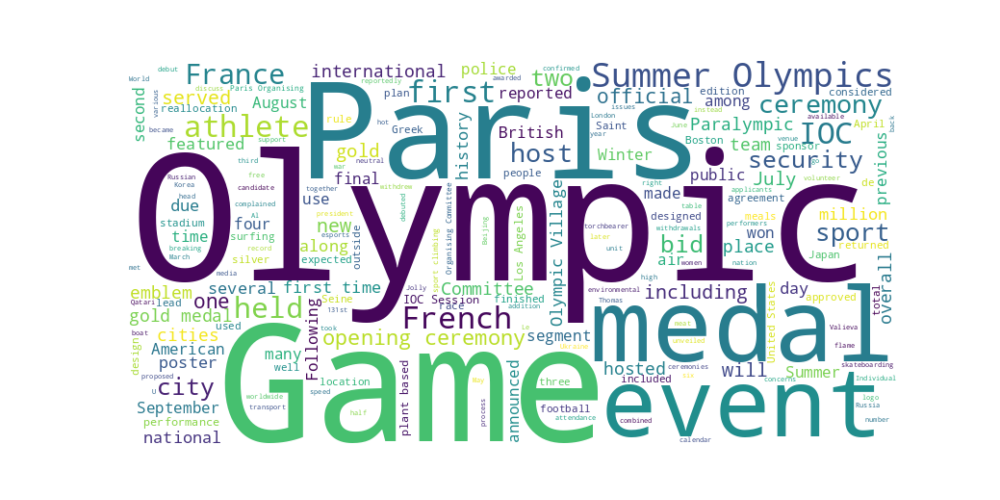 World
debut
discuss
Paris Organising
reportedly
awarded
confirmed
various
became
France
international
police
two
Summer Olympics
second
served
reallocation
August
plan
hot
Greek
first
reported
official
among
edition
considered
London
year
issues
instead
available
back
athlete
featured
rule
Paris
history
British
Saint
Boston
June
Paralympic
ceremony
IOC
April
venue
third
support
gold
war
neutral
host
Winter
team
sponsor
previous
Russian
Korea
head
free
candidate
together
withdrew
final
people
public
security
volunteer
due
complained
AI
use
president
debuted
Olympic
right
made
July
applicants
de
stadium
four
record
esports
outside
Organising Committee
Beijing
Los Angeles
Olympic Village
torchbearer
later
unit
designed
table
withdrawals
agreement
performers
meals
million
time
breaking
March
surfing
new
along
sport climbing
bid
place
won
sport
air
women
nation
Japan
returned
met
media
silver
expected
Committee
high
environmental
day
approved
overall
total
emblem
lead
several
first time
Seine
Jolly
IOC Session
finished
addition
including
Thomas
Qatari
boat
one
held
131st
race
French
United States
medal
gold medal
used
took
Following
opening ceremony
le
segment
Ukraine
meet
unveiled
Valieva
flame
skateboarding
design
cities
American
poster
proposed
U
Game
many
well
location
three
hosted
will
ceremonies
six
concerns
Summer
Individual
city
worldwide
transport
speed
plant based
May
process
announced
included
event
logo
Russia
September
performance
national
half
football
attendance
combined
calendar
number